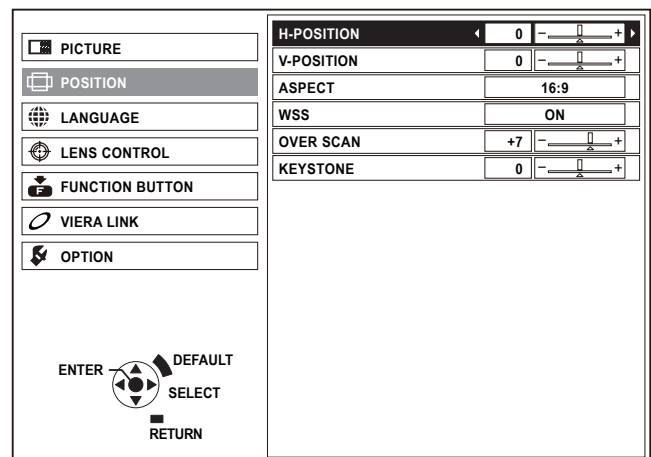 PICTURE
POSITION
LANGUAGE
LENS CONTROL
F FUNCTION BUTTON
VIERA LINK
OPTION
H-POSITION 0 - +
V-POSITION 0 - +
ASPECT 16:9
WSS ON
OVER SCAN +7 - +
KEYSTONE 0 - +
DEFAULT
ENTER
SELECT
RETURN